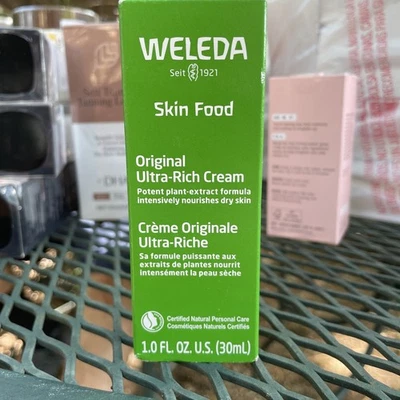 WELEDA
Seit 1921
Skin Food
Original
Ultra-Rich Cream
Potent plant-extract formula
intensively nourishes dry skin
Crème Originale
Ultra-Riche
Sa formule puissante aux
extraits de plantes nourrit
intensément la peau sèche
Certified Natural Personal Care
Cosmétiques Naturels Certifiés
1.0 FL. OZ. U.S. (30mL)